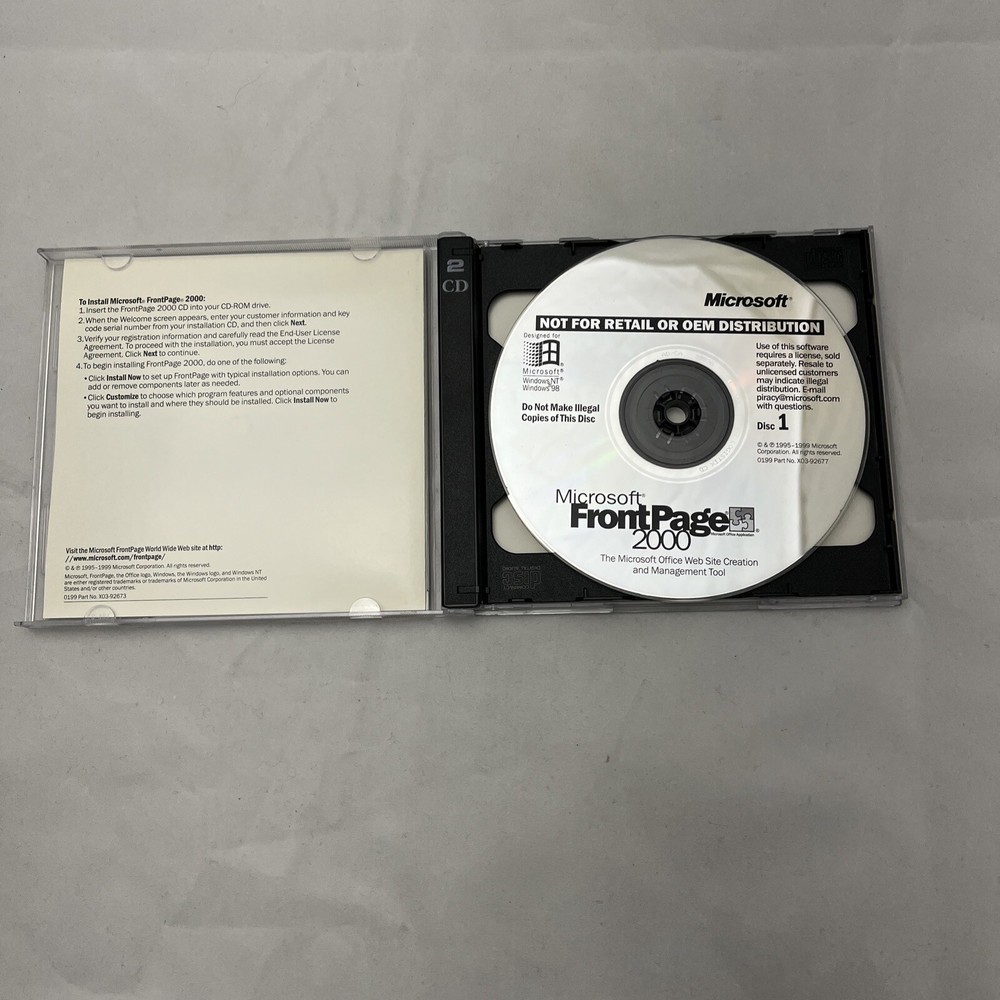 To Install Microsoft® FrontPage® 2000:
1. Insert the FrontPage 2000 CD into your CD-ROM drive.
2. When the Welcome screen appears, enter your customer information and key
code serial number from your installation CD, and then click Next.
3. Verify your registration information and carefully read the End-User License
Agreement. To proceed with the installation, you must accept the License
Agreement. Click Next to continue.
4. To begin installing FrontPage 2000, do one of the following:
• Click Install Now to set up FrontPage with typical installation options. You can
add or remove components later as needed.
• Click Customize to choose which program features and optional components
you want to install and where they should be installed. Click Install Now to
begin installing.
Visit the Microsoft FrontPage World Wide Web site at http:
//www.microsoft.com/frontpage/
© & ℗ 1995-1999 Microsoft Corporation. All rights reserved.
Microsoft, FrontPage, the Office logo, Windows, the Windows logo, and Windows NT
are either registered trademarks or trademarks of Microsoft Corporation in the United
States and/or other countries.
0199 Part No. X03-92673
2
CD
Microsoft®
NOT FOR RETAIL OR OEM DISTRIBUTION
Designed for
Microsoft®
Windows NT®
Windows®98
Do Not Make Illegal
Copies of This Disc
Use of this software
requires a license, sold
separately. Resale to
unlicensed customers
may indicate illegal
distribution. E-mail
piracy@microsoft.com
with questions.
Disc 1
© & ℗ 1995-1999 Microsoft
Corporation. All rights reserved.
0199 Part No. X03-92677
Microsoft®
FrontPage®
Microsoft Office Application
2000
The Microsoft Office Web Site Creation
and Management Tool